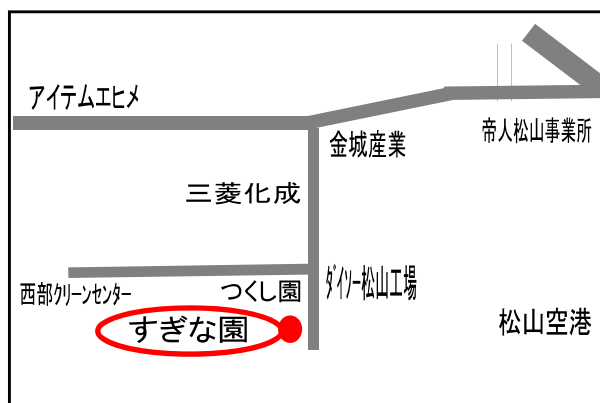 アイテムエヒメ
帝人松山事業所
金城産業
三菱化成
ダイソー松山工場
西部クリーンセンター
つくし園
すぎな園
松山空港